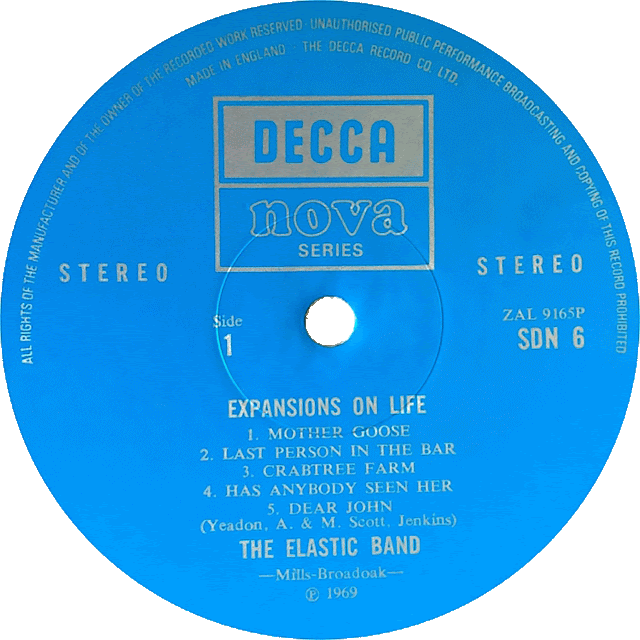 ALL RIGHTS OF THE MANUFACTURER AND OF THE OWNER OF THE RECORDED WORK RESERVED · UNAUTHORISED PUBLIC PERFORMANCE BROADCASTING AND COPYING OF THIS RECORD PROHIBITED
MADE IN ENGLAND - THE DECCA RECORD CO. LTD.
DECCA
nova
SERIES
STEREO
STEREO
Side
1
ZAL 9165P
SDN 6
EXPANSIONS ON LIFE
1. MOTHER GOOSE
2. LAST PERSON IN THE BAR
3. CRABTREE FARM
4. HAS ANYBODY SEEN HER
5. DEAR JOHN
(Yeadon, A. & M. Scott, Jenkins)
THE ELASTIC BAND
—Mills-Broadoak—
℗ 1969